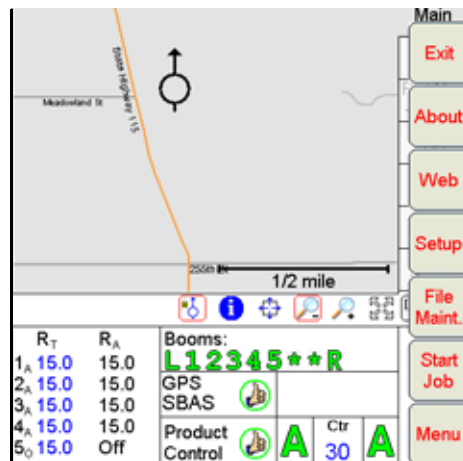 Main
Exit
About
Web
Setup
File
Maint.
Start
Job
Menu
State Highway 115
Meadowland St
255th
1/2 mile
i
RT RA
1A 15.0 15.0
2A 15.0 15.0
3A 15.0 15.0
4A 15.0 15.0
5O 15.0 Off
Booms:
L12345**R
GPS
SBAS
Product
Control
A
Ctr
30
A